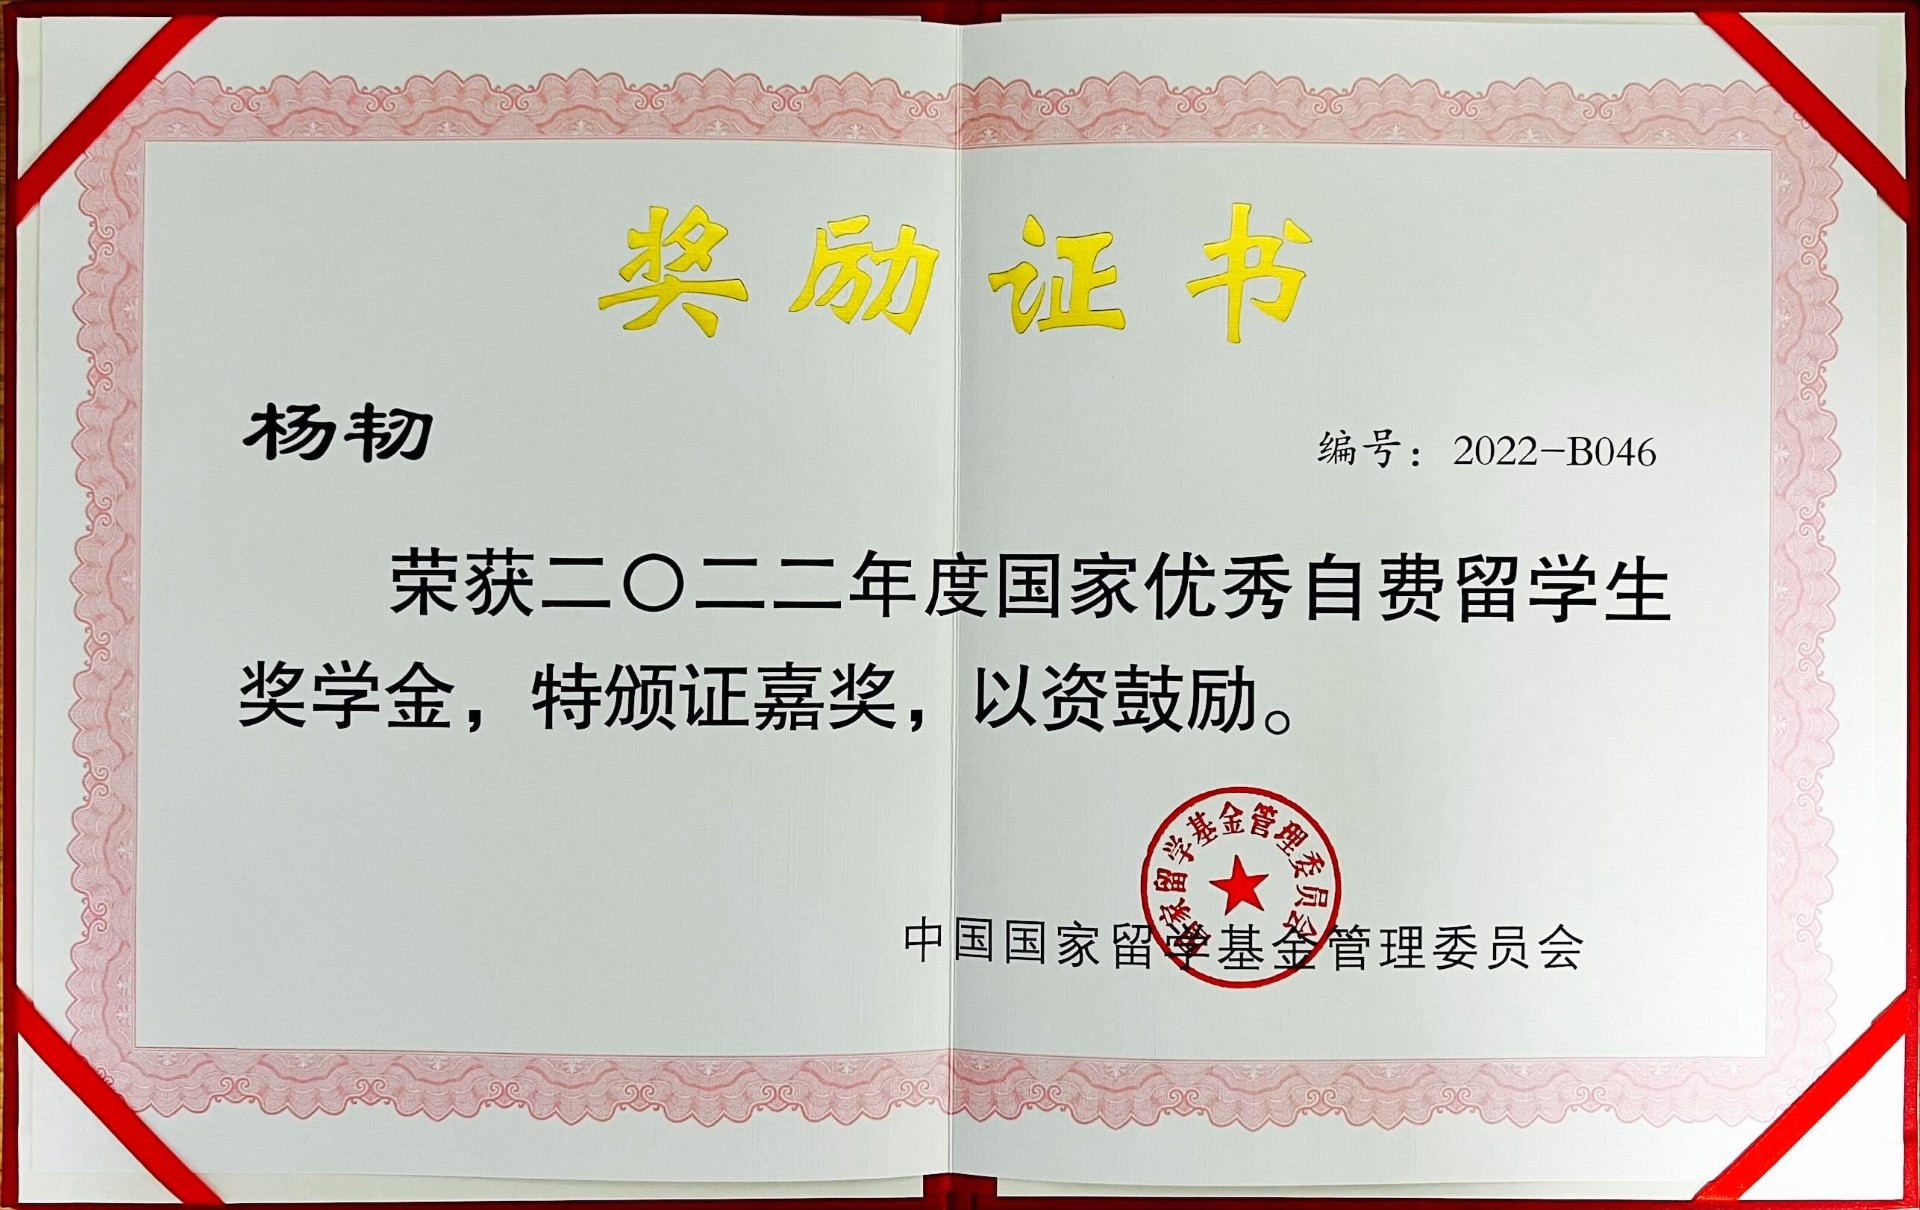 奖励证书
杨韧
编号：2022-B046
荣获二〇二二年度国家优秀自费留学生
奖学金，特颁证嘉奖，以资鼓励。
国家留学基金管理委员会
中国国家留学基金管理委员会